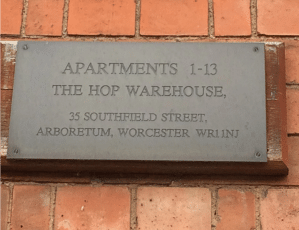 APARTMENTS 1-13
THE HOP WAREHOUSE,
35 SOUTHFIELD STREET,
ARBORETUM, WORCESTER WR11NJ